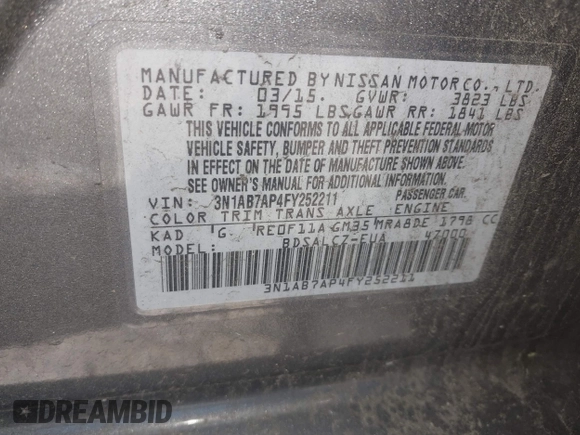 MANUFACTURED BY NISSAN MOTOR CO., LTD.
DATE: 03/15. GVWR: 3823 LBS
GAWR FR: 1995 LBS, GAWR RR: 1841 LBS
THIS VEHICLE CONFORMS TO ALL APPLICABLE FEDERAL MOTOR
VEHICLE SAFETY, BUMPER AND THEFT PREVENTION STANDARDS
IN EFFECT ON THE DATE OF MANUFACTURE SHOWN ABOVE.
SEE OWNER'S MANUAL FOR ADDITIONAL INFORMATION.
VIN: 3N1AB7AP4FY252211 PASSENGER CAR.
COLOR TRIM TRANS AXLE ENGINE
KAD G RE0F11A GM35 MRA8DE 1798 CC
BDSALCZ-EUA 47000
3N1AB7AP4FY252211
DREAMBID